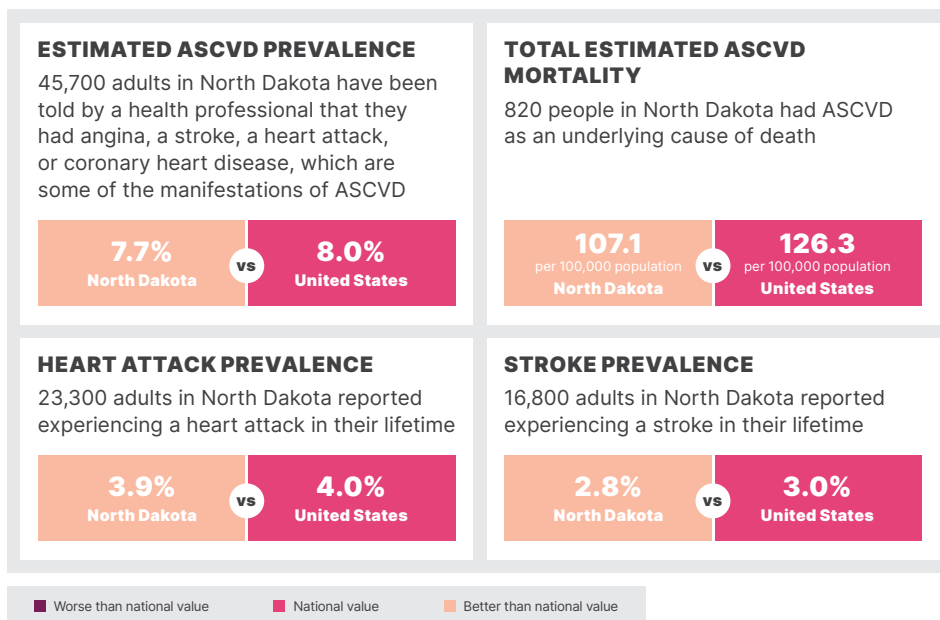 ESTIMATED ASCVD PREVALENCE
45,700 adults in North Dakota have been
told by a health professional that they
had angina, a stroke, a heart attack,
or coronary heart disease, which are
some of the manifestations of ASCVD
7.7%
North Dakota
vs
8.0%
United States
TOTAL ESTIMATED ASCVD
MORTALITY
820 people in North Dakota had ASCVD
as an underlying cause of death
107.1
per 100,000 population
North Dakota
vs
126.3
per 100,000 population
United States
HEART ATTACK PREVALENCE
23,300 adults in North Dakota reported
experiencing a heart attack in their lifetime
3.9%
North Dakota
vs
4.0%
United States
STROKE PREVALENCE
16,800 adults in North Dakota reported
experiencing a stroke in their lifetime
2.8%
North Dakota
vs
3.0%
United States
Worse than national value
National value
Better than national value